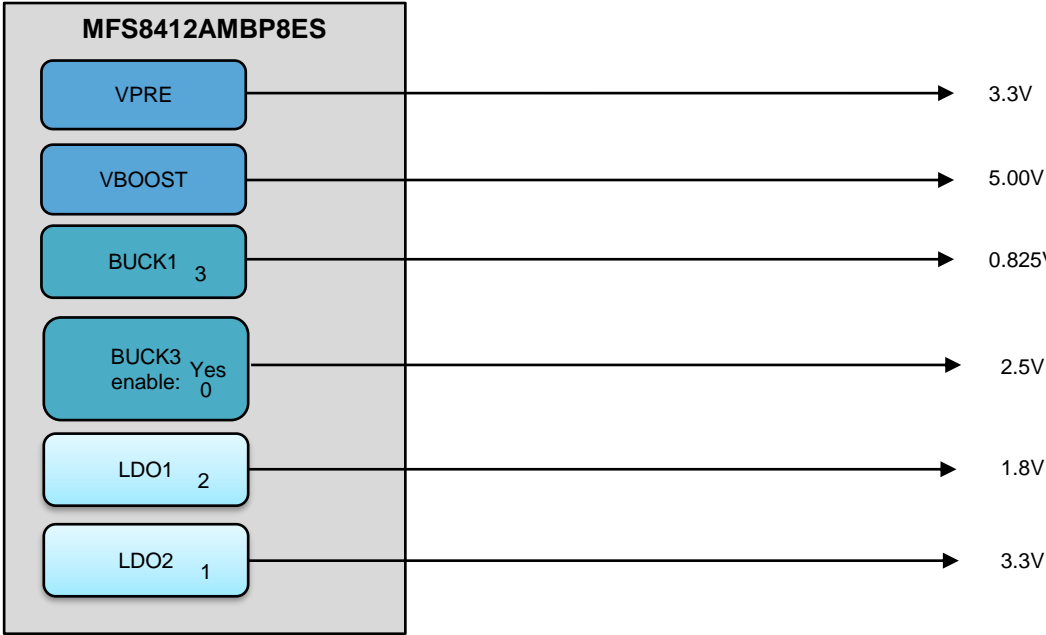 MFS8412AMBP8ES
VPRE
3.3V
VBOOST
5.00V
BUCK1 3
0.825V
BUCK3 Yes
enable: 0
2.5V
LDO1 2
1.8V
LDO2 1
3.3V